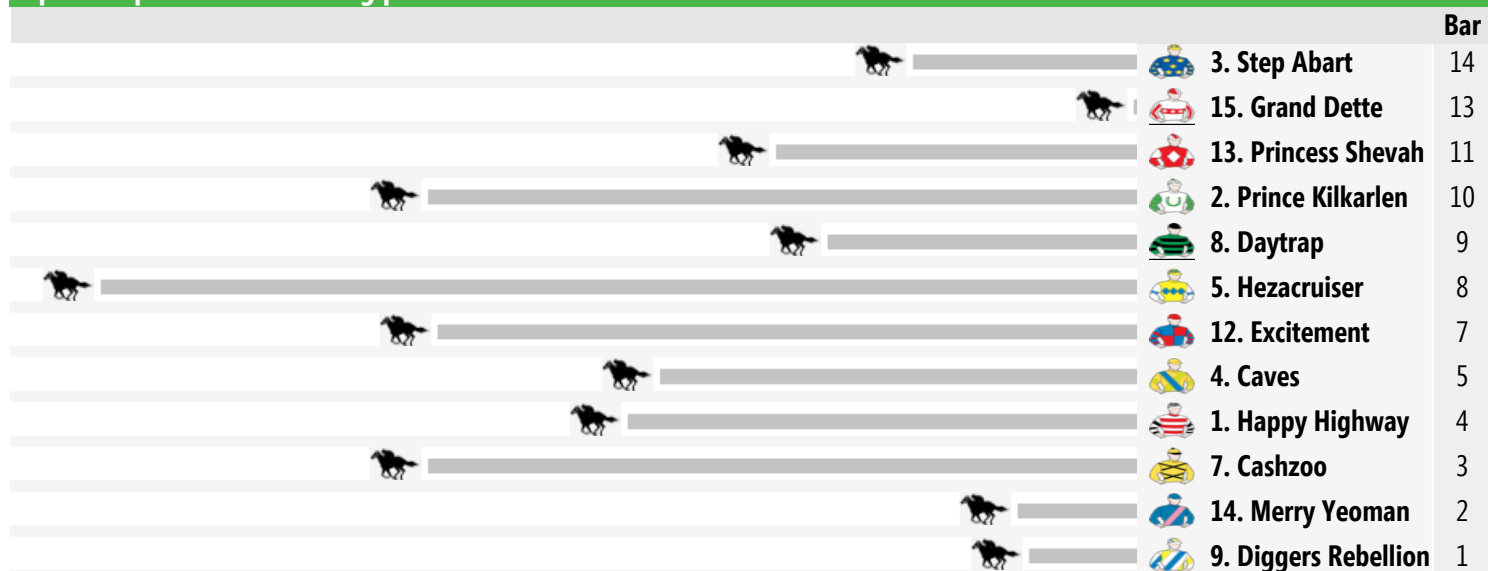 Bar
3. Step Abart 14
15. Grand Dette 13
13. Princess Shevah 11
2. Prince Kilkarlen 10
8. Daytrap 9
5. Hezacruiser 8
12. Excitement 7
4. Caves 5
1. Happy Highway 4
7. Cashzoo 3
14. Merry Yeoman 2
9. Diggers Rebellion 1